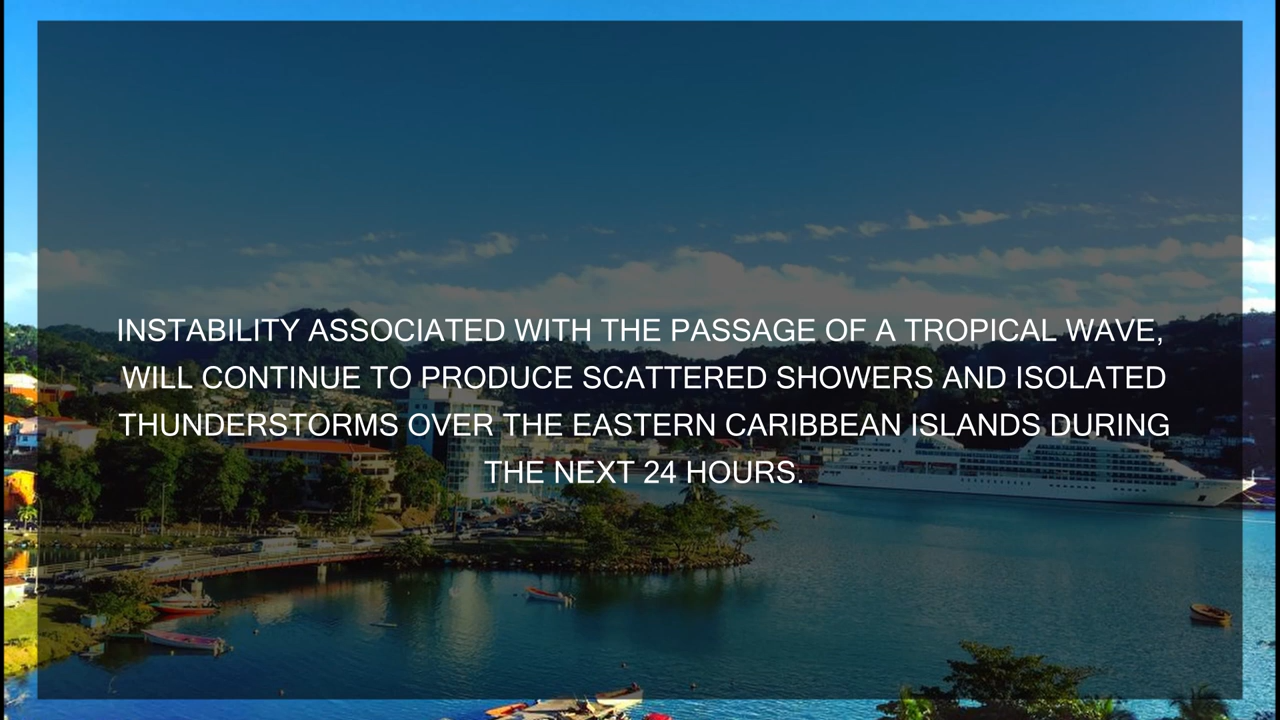 INSTABILITY ASSOCIATED WITH THE PASSAGE OF A TROPICAL WAVE,
WILL CONTINUE TO PRODUCE SCATTERED SHOWERS AND ISOLATED
THUNDERSTORMS OVER THE EASTERN CARIBBEAN ISLANDS DURING
THE NEXT 24 HOURS.